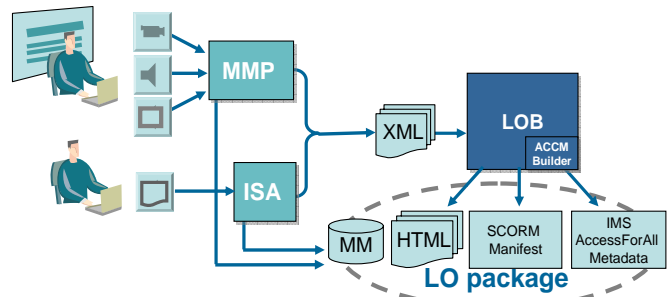 MMP
XML
LOB
ACCM
Builder
ISA
MM
HTML
SCORM
Manifest
IMS
AccessForAll
Metadata
LO package